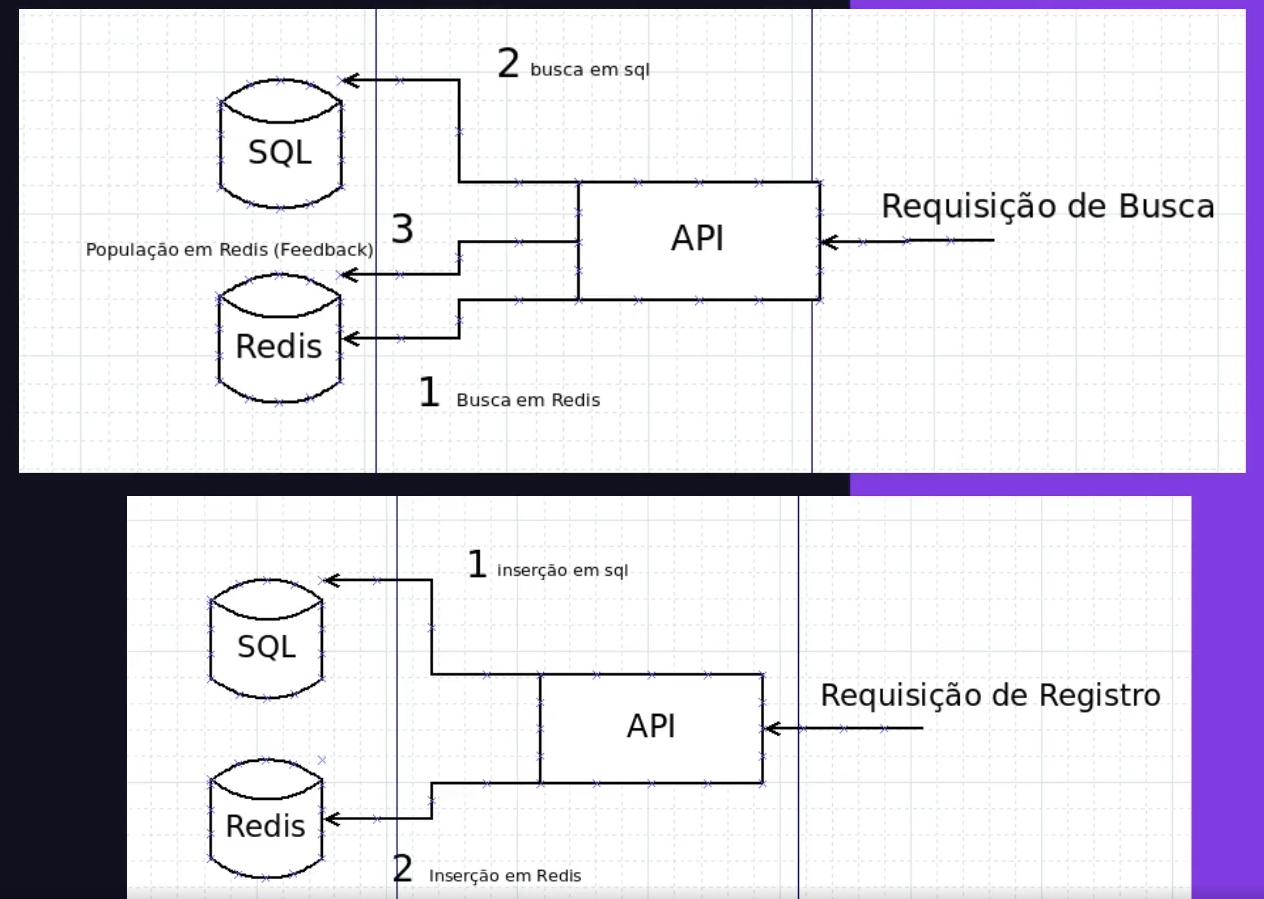 2 busca em sql
SQL
Requisição de Busca
3
API
População em Redis (Feedback)
Redis
1 Busca em Redis
1 inserção em sql
SQL
Requisição de Registro
API
Redis
2 Inserção em Redis